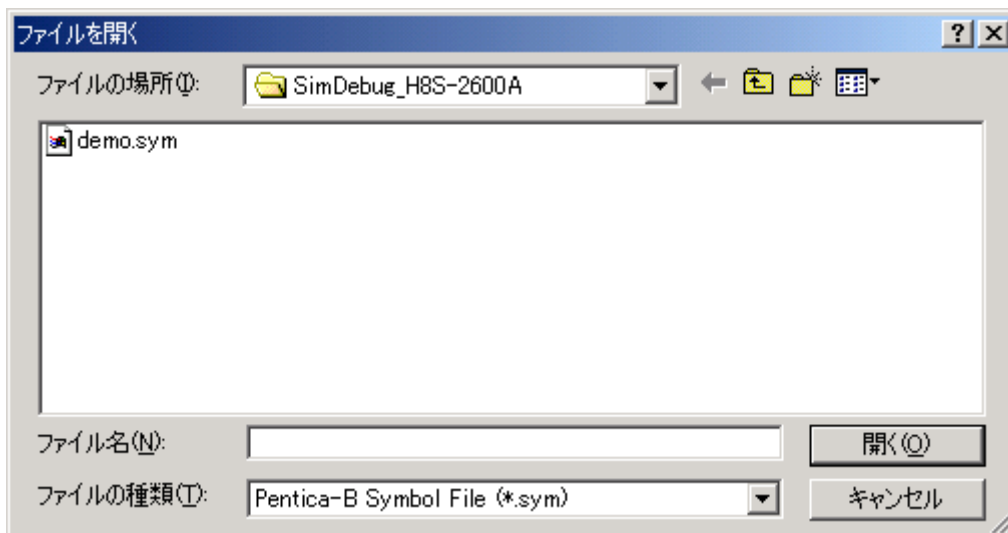 ファイルを開く
ファイルの場所(I): SimDebug_H8S-2600A
demo.sym
ファイル名(N): 開く(O)
ファイルの種類(T): Pentica-B Symbol File (*.sym) キャンセル